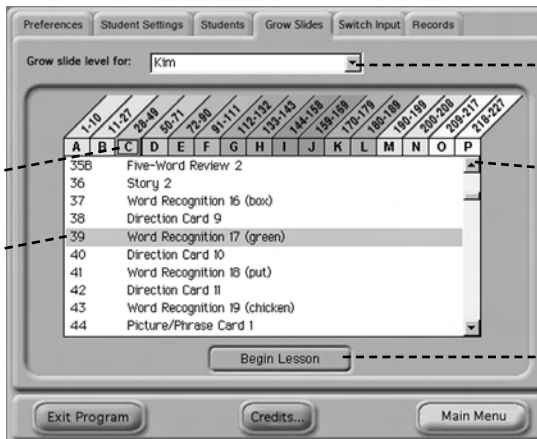 Preferences Student Settings Students Grow Slides Switch Input Records
Grow slide level for: Kim
1-10 11-27 28-49 50-71 72-90 91-111 112-132 133-143 144-158 159-169 170-179 180-189 190-199 200-208 209-217 218-227
A B C D E F G H I J K L M N O P
35B Five-Word Review 2
36 Story 2
37 Word Recognition 16 (box)
38 Direction Card 9
39 Word Recognition 17 (green)
40 Direction Card 10
41 Word Recognition 18 (put)
42 Direction Card 11
43 Word Recognition 19 (chicken)
44 Picture/Phrase Card 1
Begin Lesson
Exit Program Credits... Main Menu